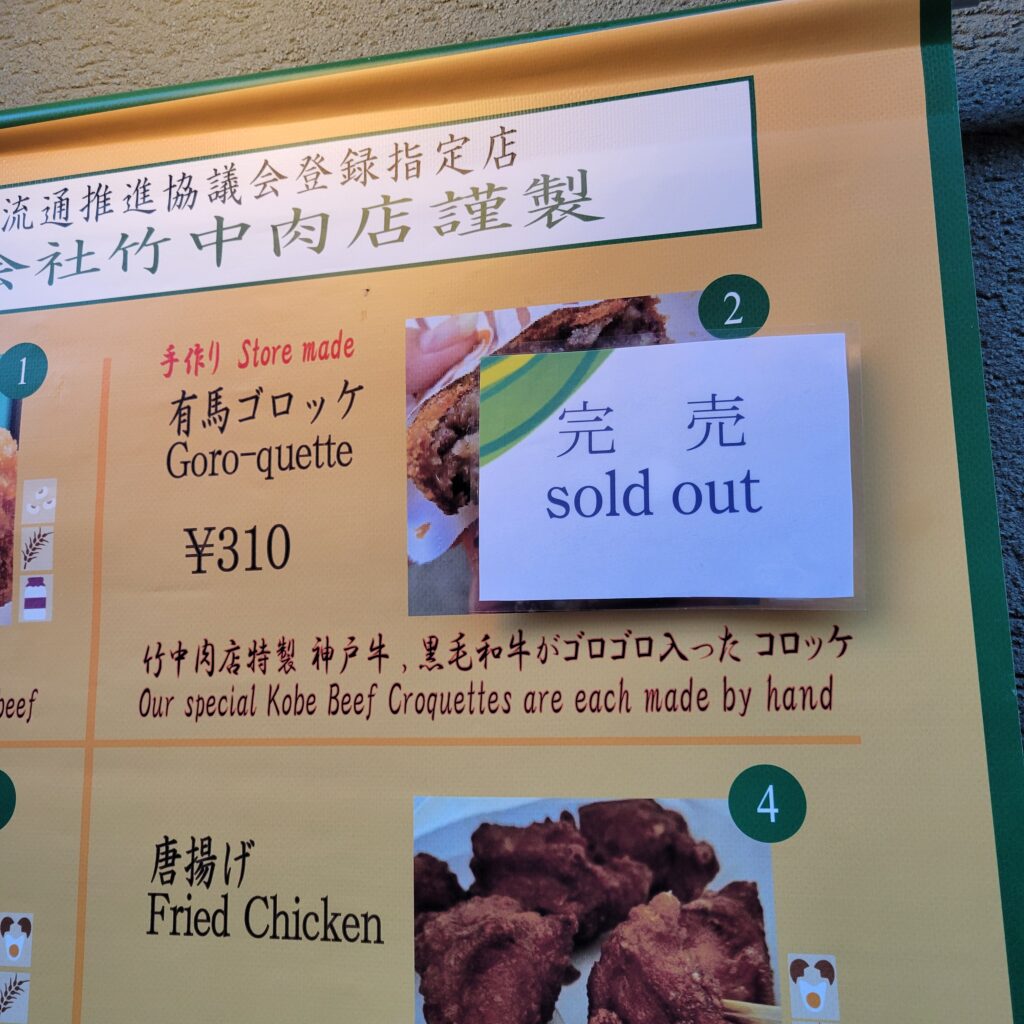 流通推進協議会登録指定店
会社竹中肉店謹製
1
手作り Store made
有馬ゴロッケ
Goro-quette
¥310
2
完 売
sold out
竹中肉店特製 神戸牛、黒毛和牛がゴロゴロ入った コロッケ
Our special Kobe Beef Croquettes are each made by hand
beef
唐揚げ
Fried Chicken
4